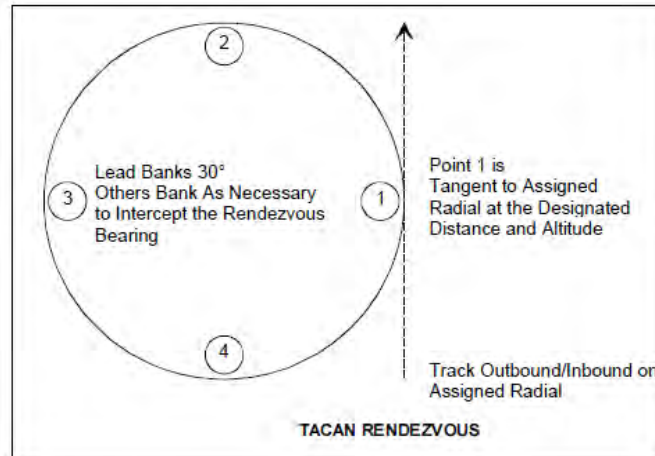 2
Lead Banks 30°
Others Bank As Necessary
to Intercept the Rendezvous
Bearing
3
1
Point 1 is
Tangent to Assigned
Radial at the Designated
Distance and Altitude
4
Track Outbound/Inbound on
Assigned Radial
TACAN RENDEZVOUS